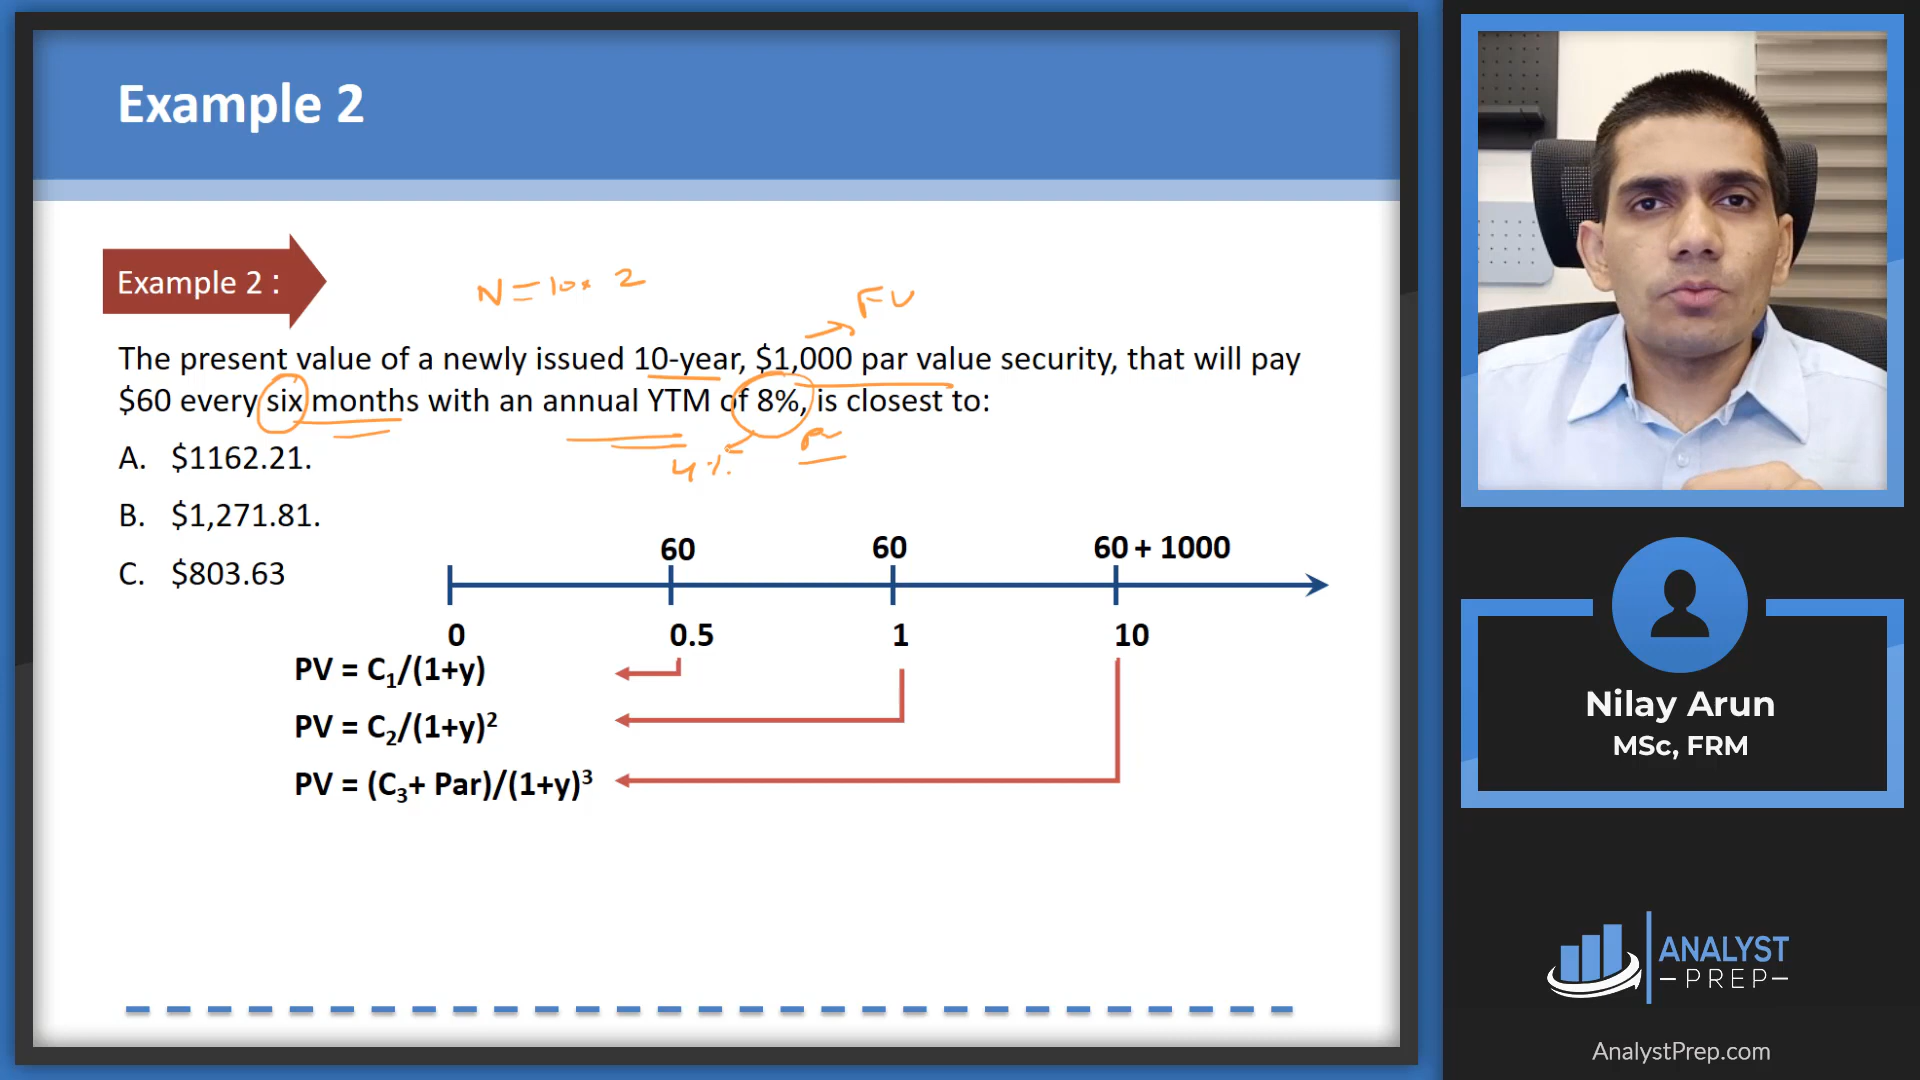 Example 2
Example 2 :
N = 10 × 2
FV
The present value of a newly issued 10-year, $1,000 par value security, that will pay
$60 every six months with an annual YTM of 8%, is closest to:
4%
A. $1162.21.
B. $1,271.81.
C. $803.63
60 60 60 + 1000
0 0.5 1 10
PV = C1/(1+y)
PV = C2/(1+y)²
PV = (C3+ Par)/(1+y)³
Nilay Arun
MSc, FRM
ANALYST
PREP
AnalystPrep.com